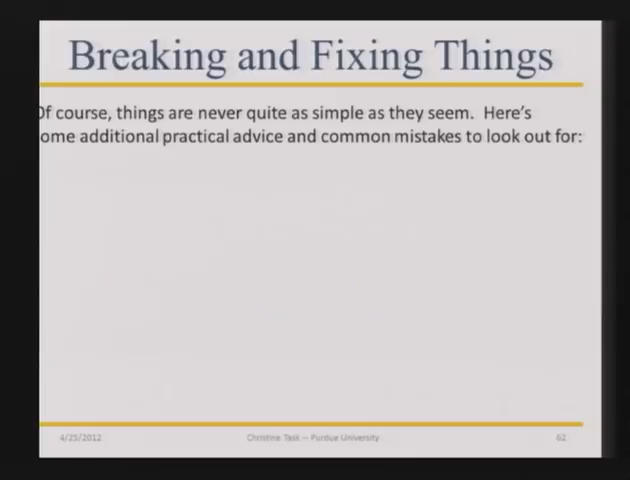 Breaking and Fixing Things
Of course, things are never quite as simple as they seem. Here's
ome additional practical advice and common mistakes to look out for:
4/25/2012
Christine Task -- Purdue University
62